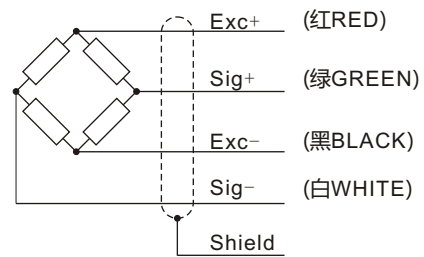 Exc+ (红RED)
Sig+ (绿GREEN)
Exc− (黑BLACK)
Sig− (白WHITE)
Shield